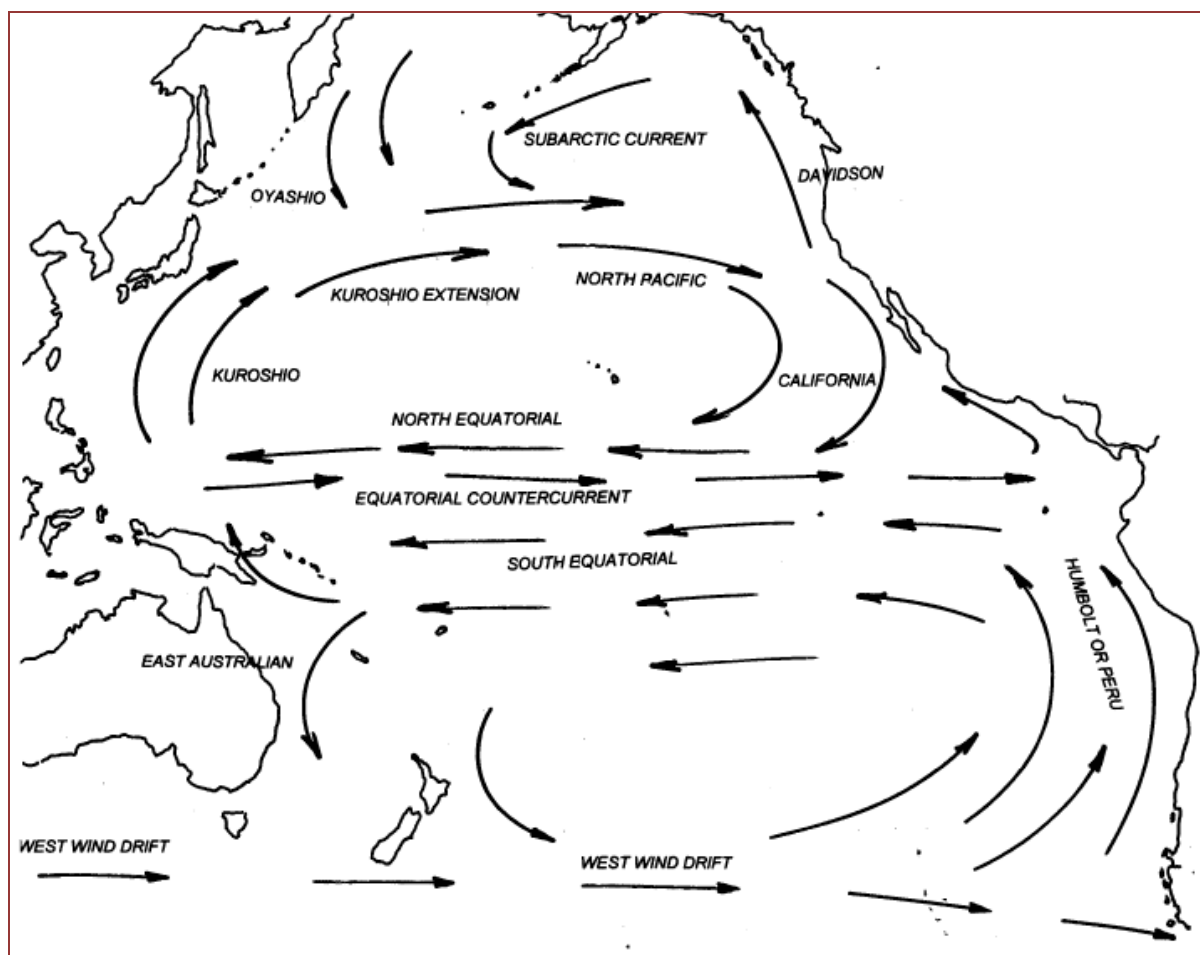 SUBARCTIC CURRENT
DAVIDSON
OYASHIO
KUROSHIO EXTENSION
NORTH PACIFIC
KUROSHIO
CALIFORNIA
NORTH EQUATORIAL
EQUATORIAL COUNTERCURRENT
SOUTH EQUATORIAL
HUMBOLT OR PERU
EAST AUSTRALIAN
WEST WIND DRIFT
WEST WIND DRIFT